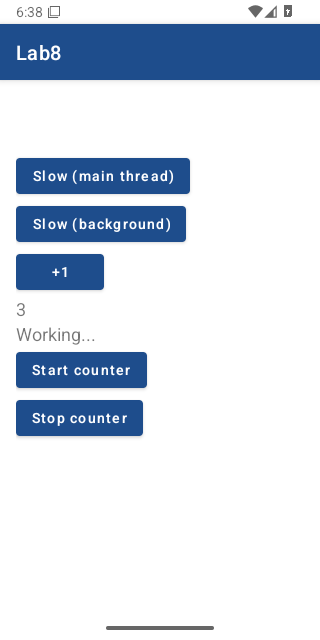 6:38
Lab8
Slow (main thread)
Slow (background)
+1
3
Working...
Start counter
Stop counter